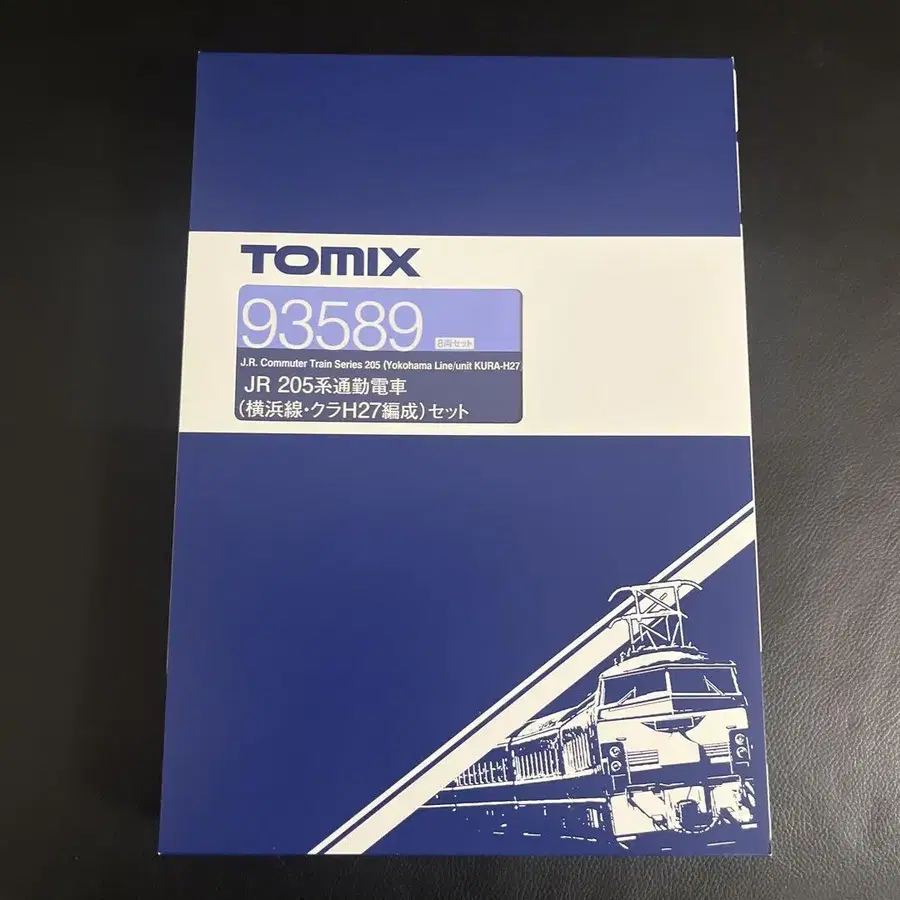 TOMIX
93589
8両セット
J.R. Commuter Train Series 205 (Yokohama Line/unit KURA-H27
JR 205系通勤電車
(横浜線・クラH27編成)セット